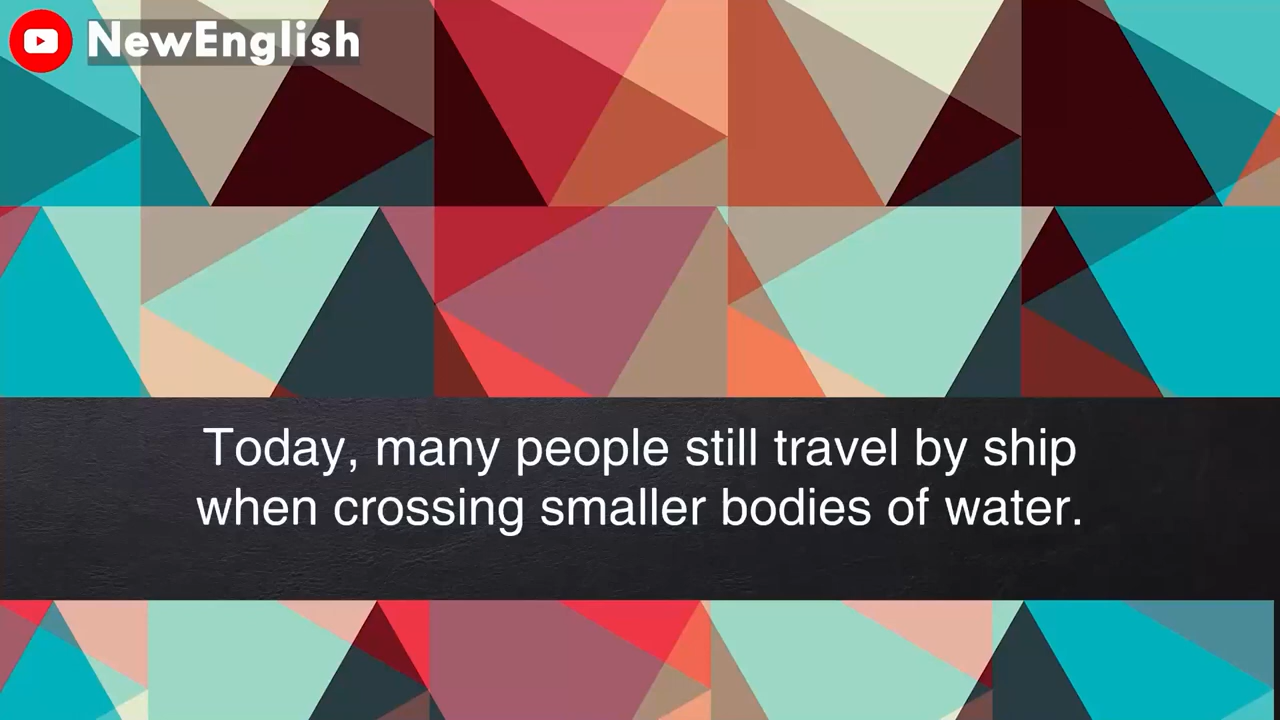 NewEnglish
Today, many people still travel by ship
when crossing smaller bodies of water.